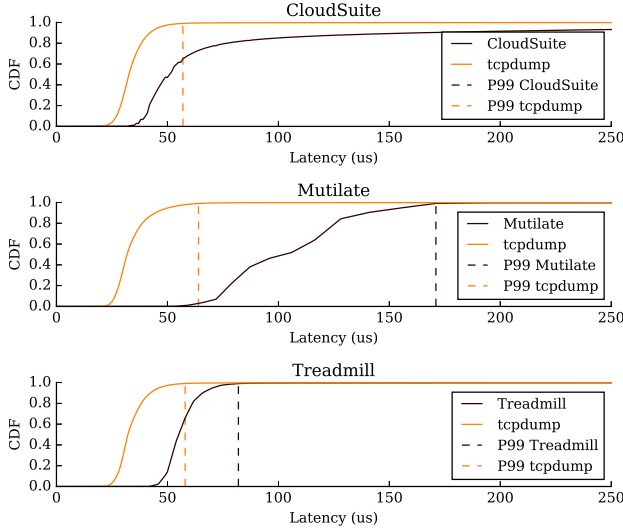 CloudSuite
1.0
0.8
0.6
0.4
0.2
0.0
CDF
0
50
100
150
200
250
Latency (us)
CloudSuite
tcpdump
P99 CloudSuite
P99 tcpdump
Mutilate
1.0
0.8
0.6
0.4
0.2
0.0
CDF
0
50
100
150
200
250
Latency (us)
Mutilate
tcpdump
P99 Mutilate
P99 tcpdump
Treadmill
1.0
0.8
0.6
0.4
0.2
0.0
CDF
0
50
100
150
200
250
Latency (us)
Treadmill
tcpdump
P99 Treadmill
P99 tcpdump